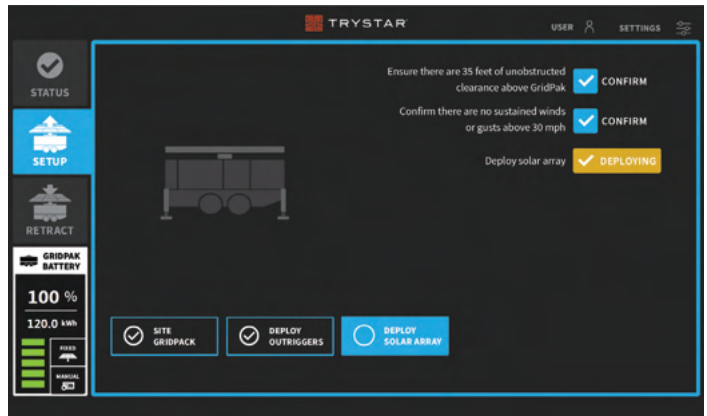 TRYSTAR
USER
SETTINGS
STATUS
SETUP
RETRACT
GRIDPAK
BATTERY
100 %
120.0 kWh
FIXED
MANUAL
Ensure there are 35 feet of unobstructed
clearance above GridPak
CONFIRM
Confirm there are no sustained winds
or gusts above 30 mph
CONFIRM
Deploy solar array
DEPLOYING
SITE
GRIDPACK
DEPLOY
OUTRIGGERS
DEPLOY
SOLAR ARRAY